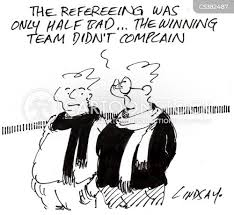 CS382487
THE REFEREEING WAS
ONLY HALF BAD... THE WINNING
TEAM DIDN'T COMPLAIN
LINDSAY.